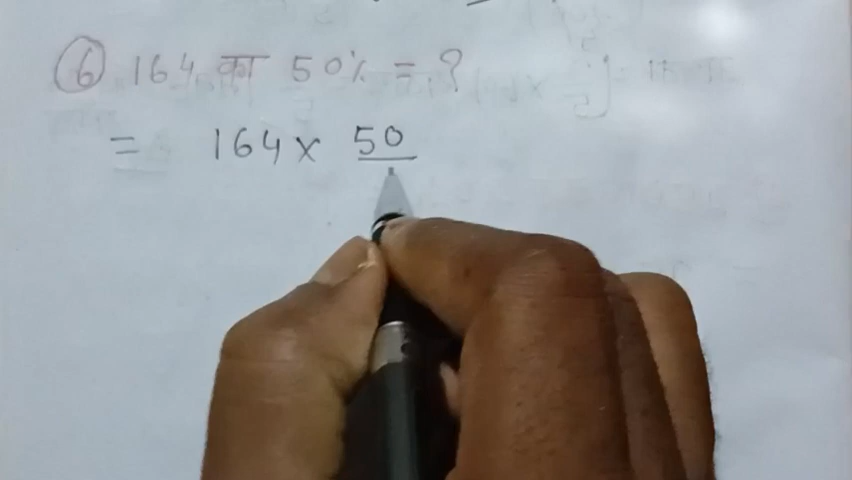 6 164 का 50% = ?
= 164 × 50